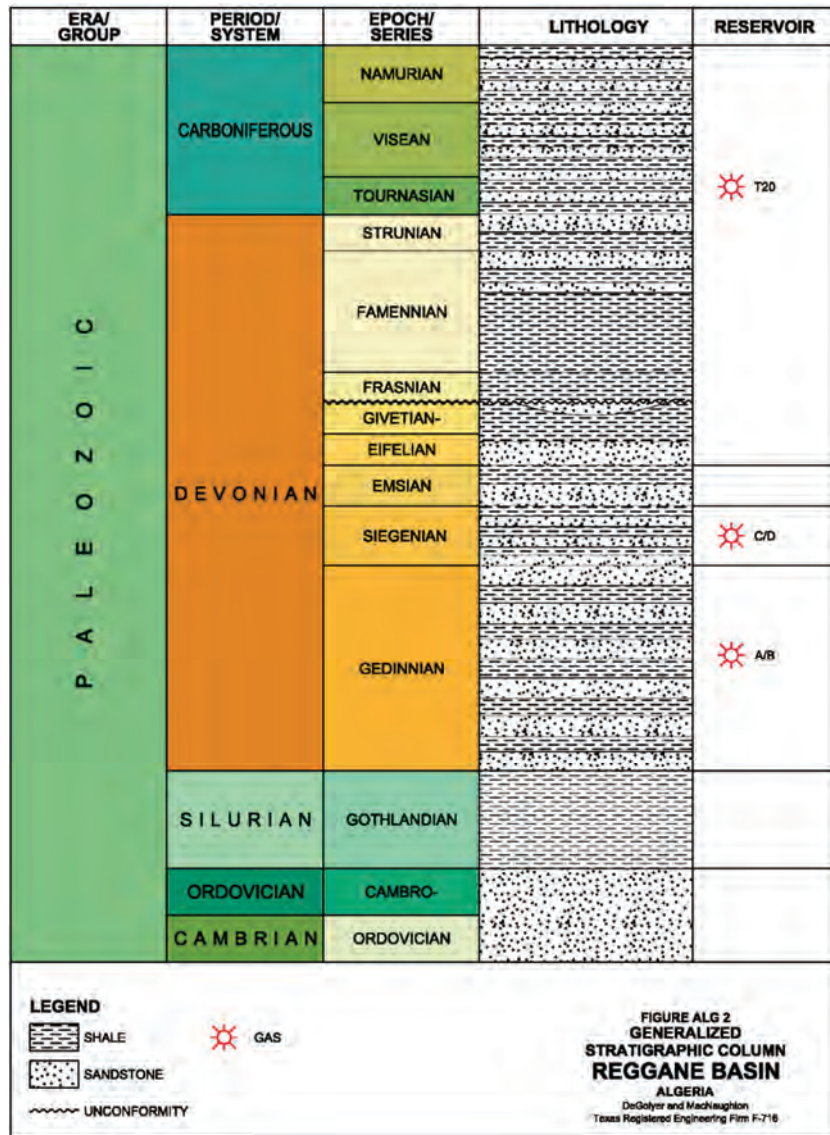 ERA/
GROUP
PERIOD/
SYSTEM
EPOCH/
SERIES
LITHOLOGY
RESERVOIR
PALEOZOIC
CARBONIFEROUS
NAMURIAN
VISEAN
TOURNASIAN
T20
DEVONIAN
STRUNIAN
FAMENNIAN
FRASNIAN
GIVETIAN-
EIFELIAN
EMSIAN
SIEGENIAN
C/D
GEDINNIAN
A/B
SILURIAN
GOTHLANDIAN
ORDOVICIAN
CAMBRO-
CAMBRIAN
ORDOVICIAN
LEGEND
SHALE
GAS
SANDSTONE
UNCONFORMITY
FIGURE ALG 2
GENERALIZED
STRATIGRAPHIC COLUMN
REGGANE BASIN
ALGERIA
DeGolyer and MacNaughton
Texas Registered Engineering Firm F-716